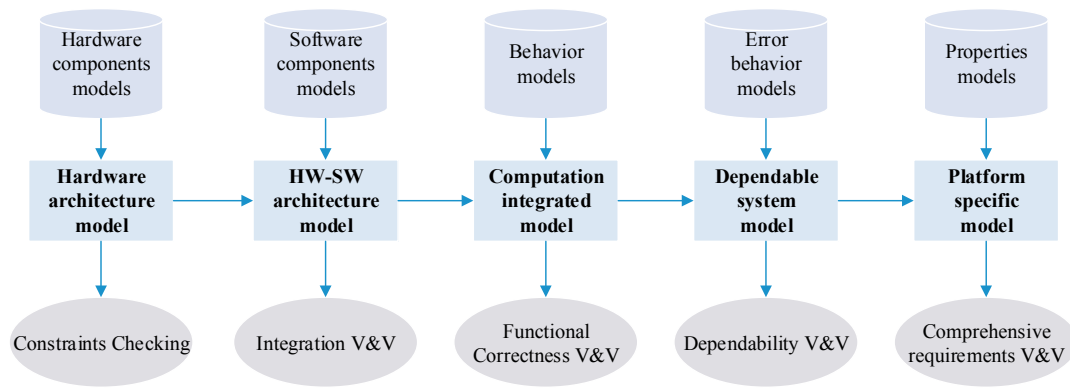 Hardware
components
models
Software
components
models
Behavior
models
Error
behavior
models
Properties
models
Hardware
architecture
model
HW-SW
architecture
model
Computation
integrated
model
Dependable
system
model
Platform
specific
model
Constraints Checking
Integration V&V
Functional
Correctness V&V
Dependability V&V
Comprehensive
requirements V&V